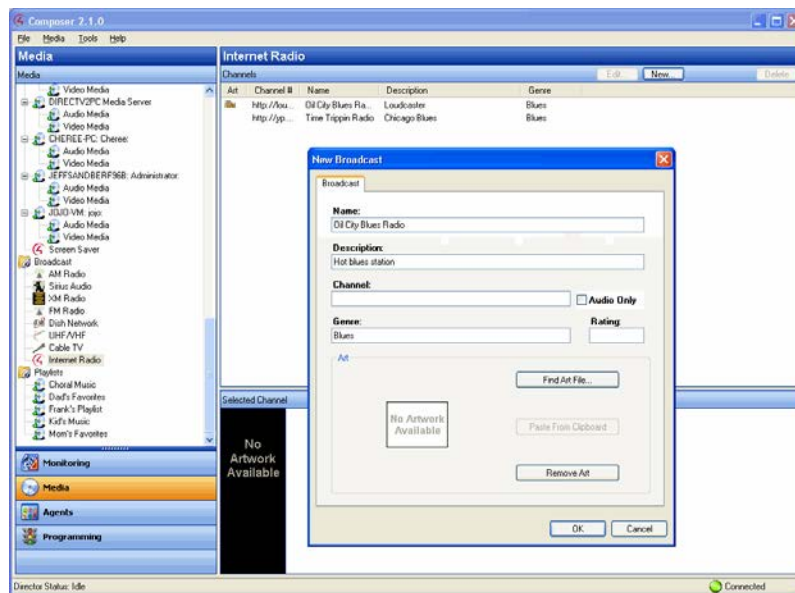 Composer 2.1.0
File Media Tools Help
Media
Media
Video Media
DIRECTV2PC Media Server
Audio Media
Video Media
CHEREE-PC: Cheree:
Audio Media
Video Media
JEFFSANDBERF96B: Administrator:
Audio Media
Video Media
JOJO-VM: jojo:
Audio Media
Video Media
Screen Saver
Broadcast
AM Radio
Sirius Audio
XM Radio
FM Radio
Dish Network
UHF/VHF
Cable TV
Internet Radio
Playlists
Choral Music
Dad's Favorites
Frank's Playlist
Kid's Music
Mom's Favorites
Monitoring
Media
Agents
Programming
Internet Radio
Channels Edit... New... Delete
Art Channel # Name Description Genre
http://lou... Oil City Blues Ra... Loudcaster Blues
http://yp... Time Trippin Radio Chicago Blues Blues
Selected Channel
No
Artwork
Available
New Broadcast
Broadcast
Name:
Oil City Blues Radio
Description:
Hot blues station
Channel:
Audio Only
Genre: Rating:
Blues
Art
Find Art File...
No Artwork
Available
Paste From Clipboard
Remove Art
OK Cancel
Director Status: Idle Connected